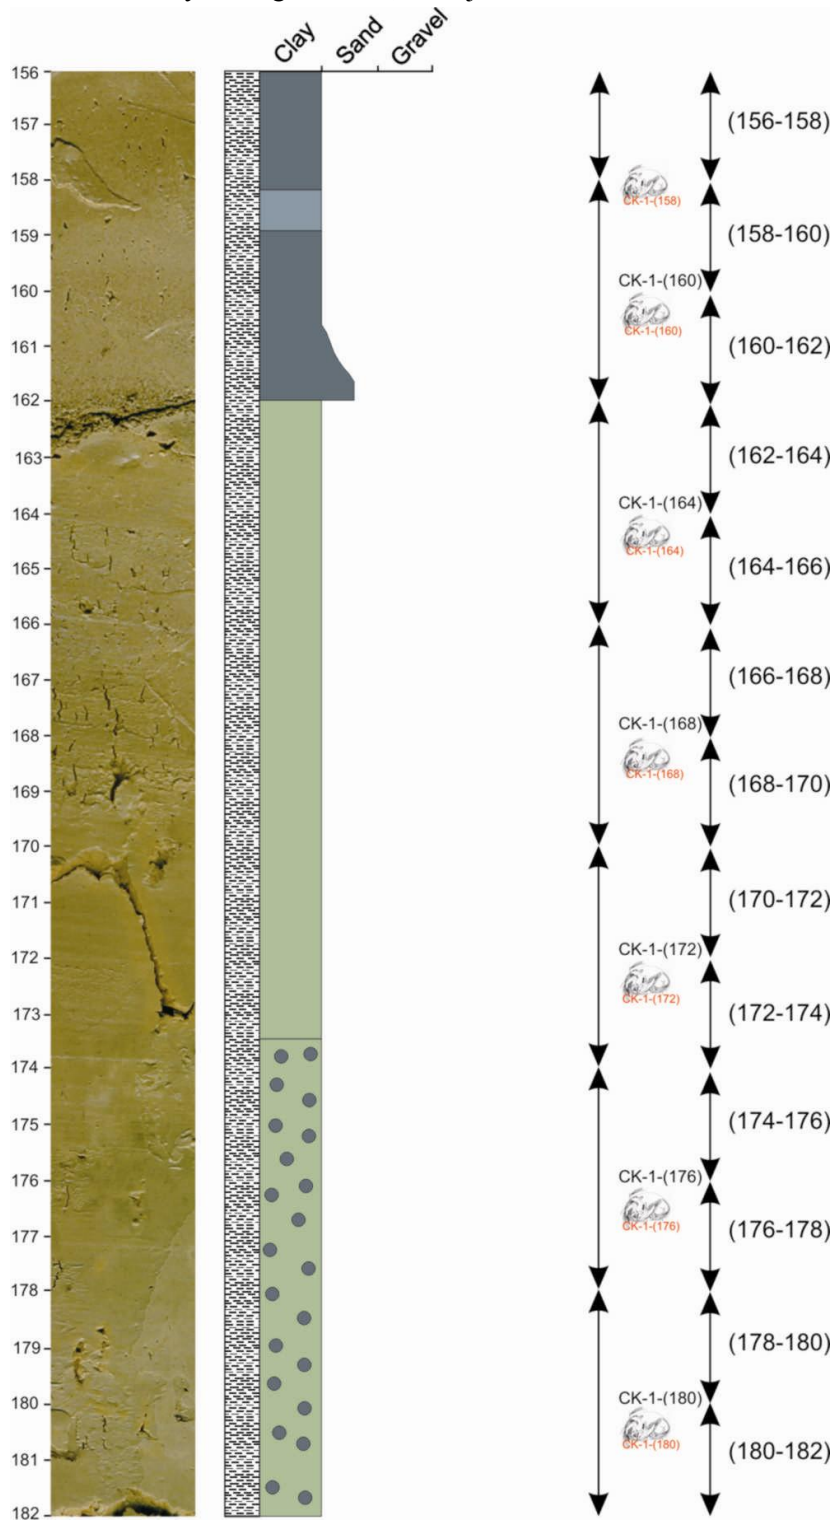 Clay Sand Gravel
156
157
158
159
160
161
162
163
164
165
166
167
168
169
170
171
172
173
174
175
176
177
178
179
180
181
182
CK-1-(158)
CK-1-(160)
CK-1-(160)
CK-1-(164)
CK-1-(164)
CK-1-(168)
CK-1-(168)
CK-1-(172)
CK-1-(172)
CK-1-(176)
CK-1-(176)
CK-1-(180)
CK-1-(180)
(156-158)
(158-160)
(160-162)
(162-164)
(164-166)
(166-168)
(168-170)
(170-172)
(172-174)
(174-176)
(176-178)
(178-180)
(180-182)